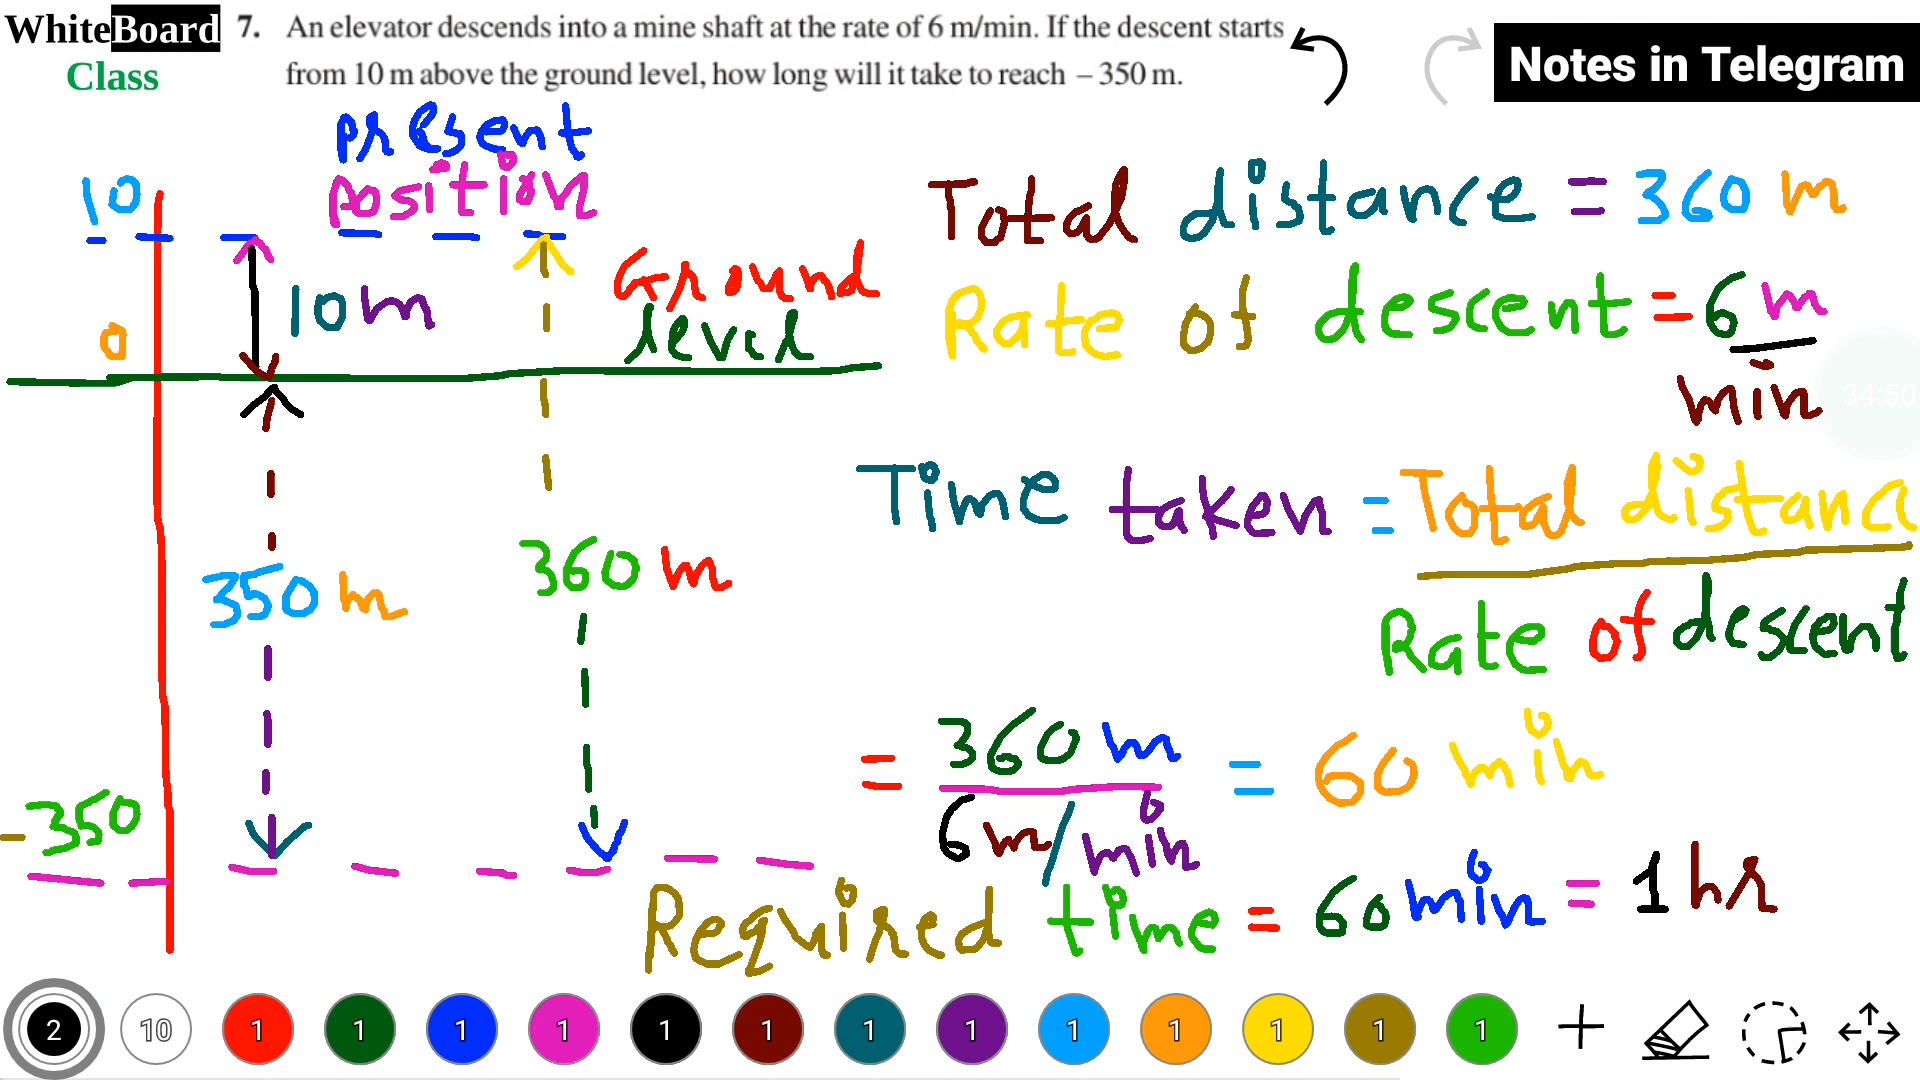 WhiteBoard
Class
7. An elevator descends into a mine shaft at the rate of 6 m/min. If the descent starts
from 10 m above the ground level, how long will it take to reach – 350 m.
Notes in Telegram
present
position
10
10m
0
Ground
level
350 m
360 m
-350
Total distance = 360 m
Rate of descent = 6 m
min
34:50
Time taken = Total distanc
Rate of descent
= 360 m = 60 min
6m/min
Required time = 60 min = 1 hr
2 10 1 1 1 1 1 1 1 1 1 1 1 1 1